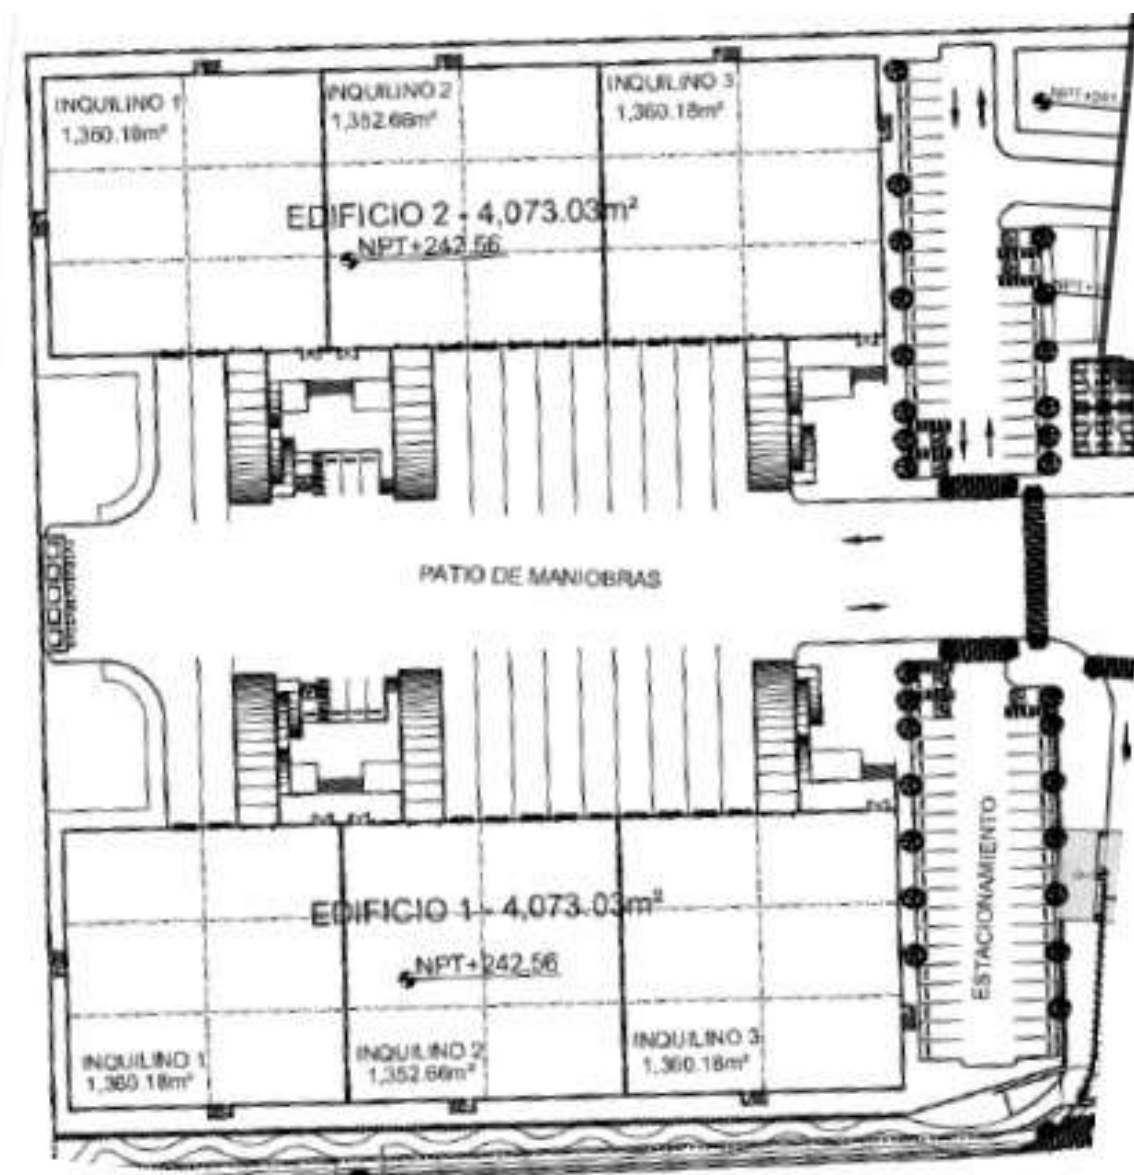 INQUILINO 1
1,360.18m²
INQUILINO 2
1,352.66m²
INQUILINO 3
1,360.18m²
EDIFICIO 2 - 4,073.03m²
NPT+242.56
PATIO DE MANIOBRAS
EDIFICIO 1 - 4,073.03m²
NPT+242.56
INQUILINO 1
1,360.18m²
INQUILINO 2
1,352.66m²
INQUILINO 3
1,360.18m²
ESTACIONAMIENTO